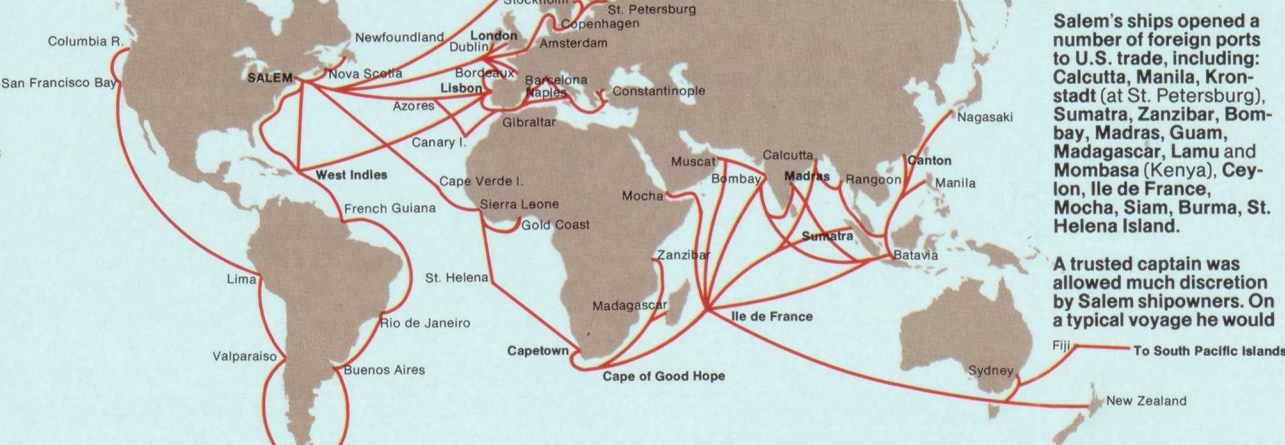 Stockholm
St. Petersburg
Copenhagen
Columbia R.
Newfoundland
London
Dublin
Amsterdam
San Francisco Bay
SALEM
Nova Scotia
Bordeaux
Barselona
Lisbon
Naples
Constantinople
Azores
Gibraltar
Nagasaki
Canary I.
West Indies
Muscat
Calcutta
Canton
Cape Verde I.
Bombay
Madras
Rangoon
Manila
Mocha
French Guiana
Sierra Leone
Gold Coast
Sumatra
Zanzibar
Batavia
Lima
St. Helena
Madagascar
Rio de Janeiro
Ile de France
Valparaiso
Capetown
Fiji
To South Pacific Islands
Buenos Aires
Cape of Good Hope
Sydney
New Zealand
Salem's ships opened a
number of foreign ports
to U.S. trade, including:
Calcutta, Manila, Kron-
stadt (at St. Petersburg),
Sumatra, Zanzibar, Bom-
bay, Madras, Guam,
Madagascar, Lamu and
Mombasa (Kenya), Cey-
lon, Ile de France,
Mocha, Siam, Burma, St.
Helena Island.
A trusted captain was
allowed much discretion
by Salem shipowners. On
a typical voyage he would